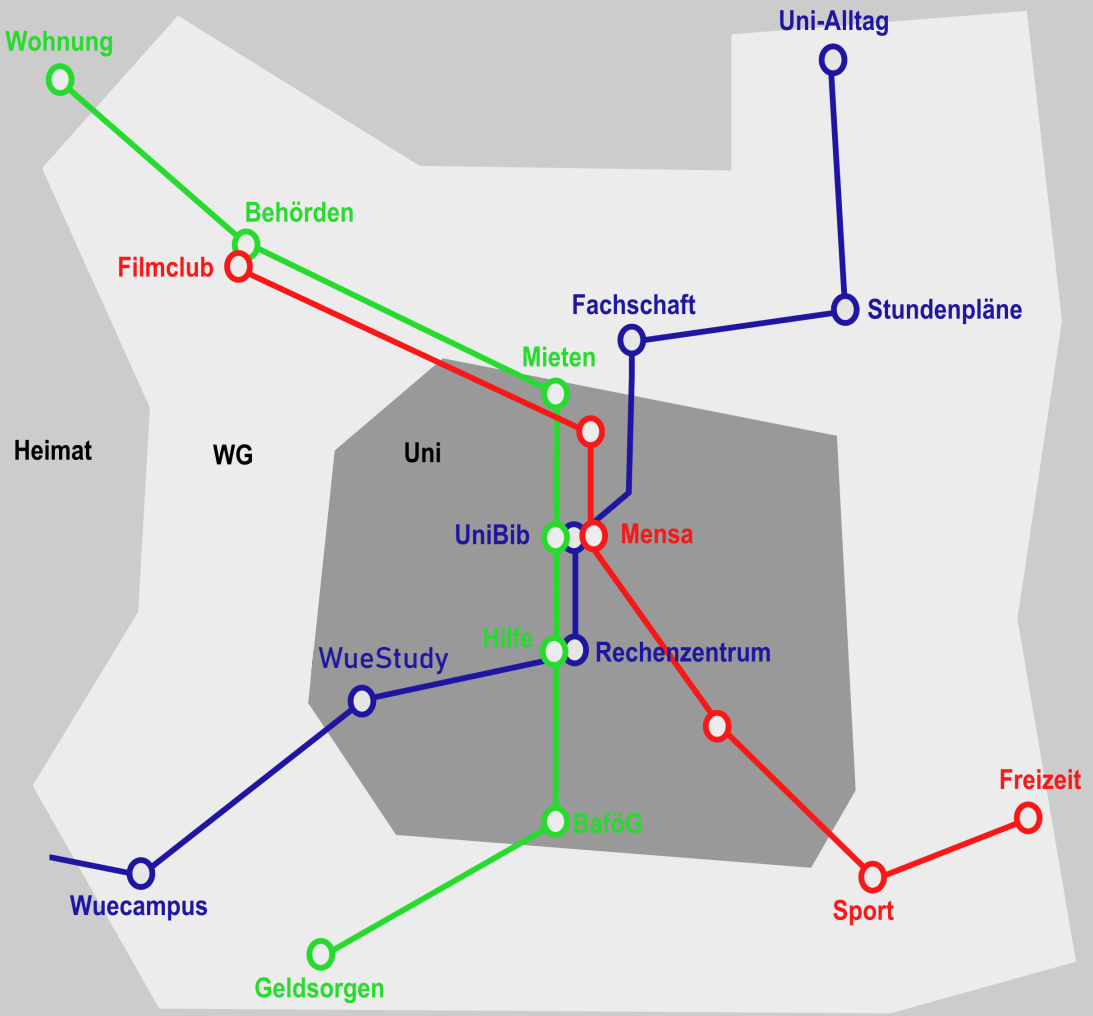 Uni-Alltag
Wohnung
Behörden
Filmclub
Fachschaft
Stundenpläne
Mieten
Heimat
WG
Uni
UniBib
Mensa
Hilfe
Rechenzentrum
WueStudy
Freizeit
BaföG
Wuecampus
Sport
Geldsorgen